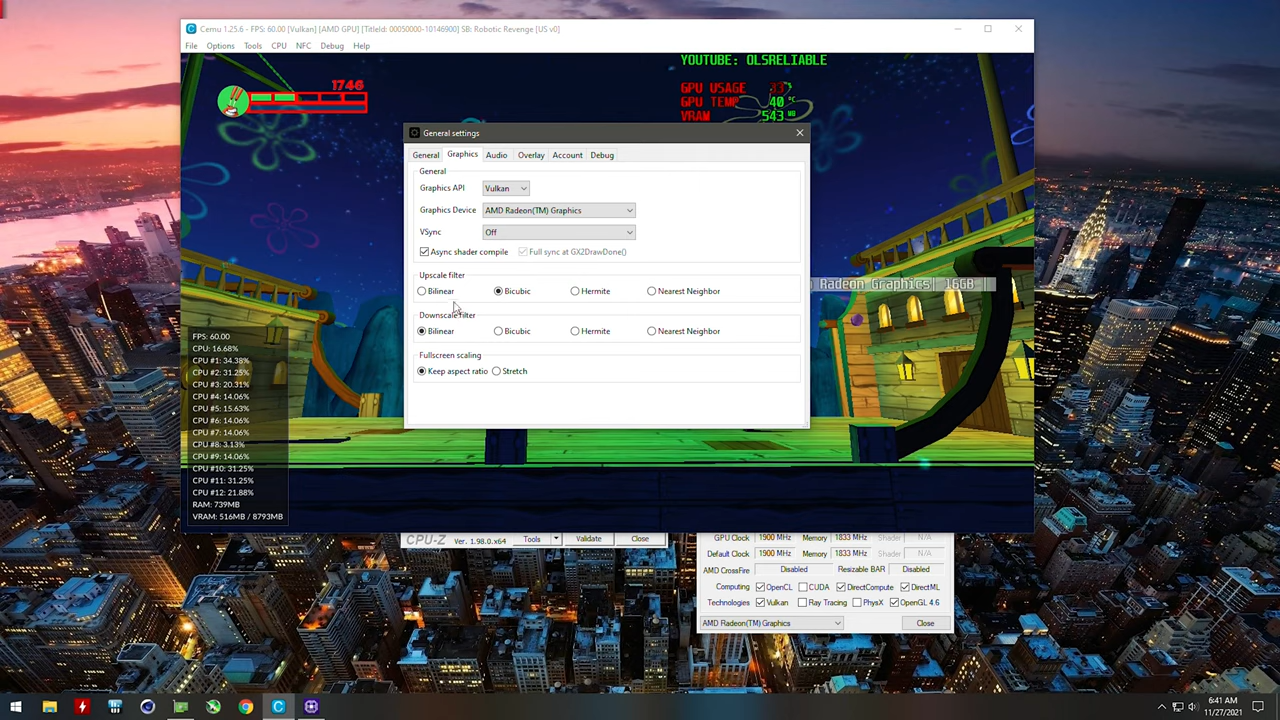 Cemu 1.25.6 - FPS: 60.00 [Vulkan] [AMD GPU] [TitleId: 00050000-10146900] SB: Robotic Revenge [US v0]
File Options Tools CPU NFC Debug Help
YOUTUBE: OLSRELIABLE
1746
GPU USAGE 33%
GPU TEMP 40 °C
VRAM 543 MB
General settings
General Graphics Audio Overlay Account Debug
General
Graphics API Vulkan
Graphics Device AMD Radeon(TM) Graphics
VSync Off
Async shader compile Full sync at GX2DrawDone()
Upscale filter
Bilinear Bicubic Hermite Nearest Neighbor
Downscale filter
Bilinear Bicubic Hermite Nearest Neighbor
Fullscreen scaling
Keep aspect ratio Stretch
Radeon Graphics| 16GB
FPS: 60.00
CPU: 16.68%
CPU #1: 34.38%
CPU #2: 31.25%
CPU #3: 20.31%
CPU #4: 14.06%
CPU #5: 15.63%
CPU #6: 14.06%
CPU #7: 14.06%
CPU #8: 3.13%
CPU #9: 14.06%
CPU #10: 31.25%
CPU #11: 31.25%
CPU #12: 21.88%
RAM: 739MB
VRAM: 516MB / 8793MB
CPU-Z Ver. 1.98.0.x64 Tools Validate Close
GPU Clock 1900 MHz Memory 1833 MHz Shader N/A
Default Clock 1900 MHz Memory 1833 MHz Shader N/A
AMD CrossFire Disabled Resizable BAR Disabled
Computing OpenCL CUDA DirectCompute DirectML
Technologies Vulkan Ray Tracing PhysX OpenGL 4.6
AMD Radeon(TM) Graphics Close
6:41 AM
11/27/2021